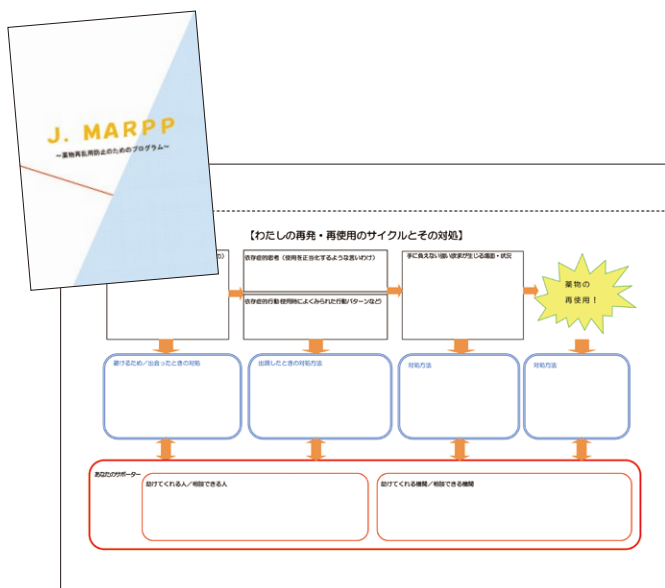 J. MARPP
～薬物再乱用防止のためのプログラム～
【わたしの再発・再使用のサイクルとその対処】
依存症的思考（使用を正当化するような言いわけ）
手に負えない強い欲求が生じる場面・状況
薬物の
再使用！
依存症的行動(使用時によくみられた行動パターンなど)
避けるため／出会ったときの対処
出現したときの対処方法
対処方法
対処方法
あなたのサポーター
助けてくれる人／相談できる人
助けてくれる機関／相談できる機関